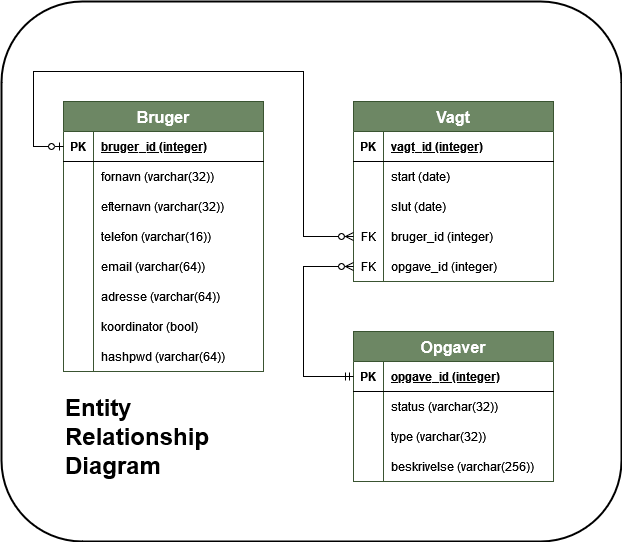 Bruger
PK bruger_id (integer)
fornavn (varchar(32))
efternavn (varchar(32))
telefon (varchar(16))
email (varchar(64))
adresse (varchar(64))
koordinator (bool)
hashpwd (varchar(64))
Vagt
PK vagt_id (integer)
start (date)
slut (date)
FK bruger_id (integer)
FK opgave_id (integer)
Opgaver
PK opgave_id (integer)
status (varchar(32))
type (varchar(32))
beskrivelse (varchar(256))
Entity
Relationship
Diagram